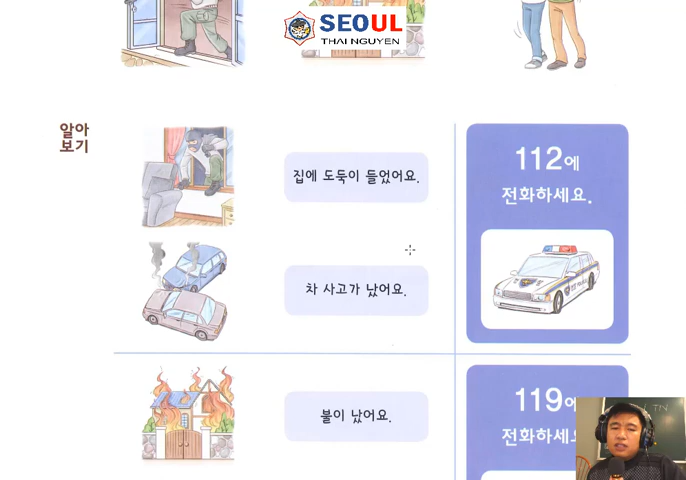 SEOUL
THAI NGUYEN
알아
보기
집에 도둑이 들었어요.
112에
전화하세요.
차 사고가 났어요.
불이 났어요.
119에
전화하세요
TN